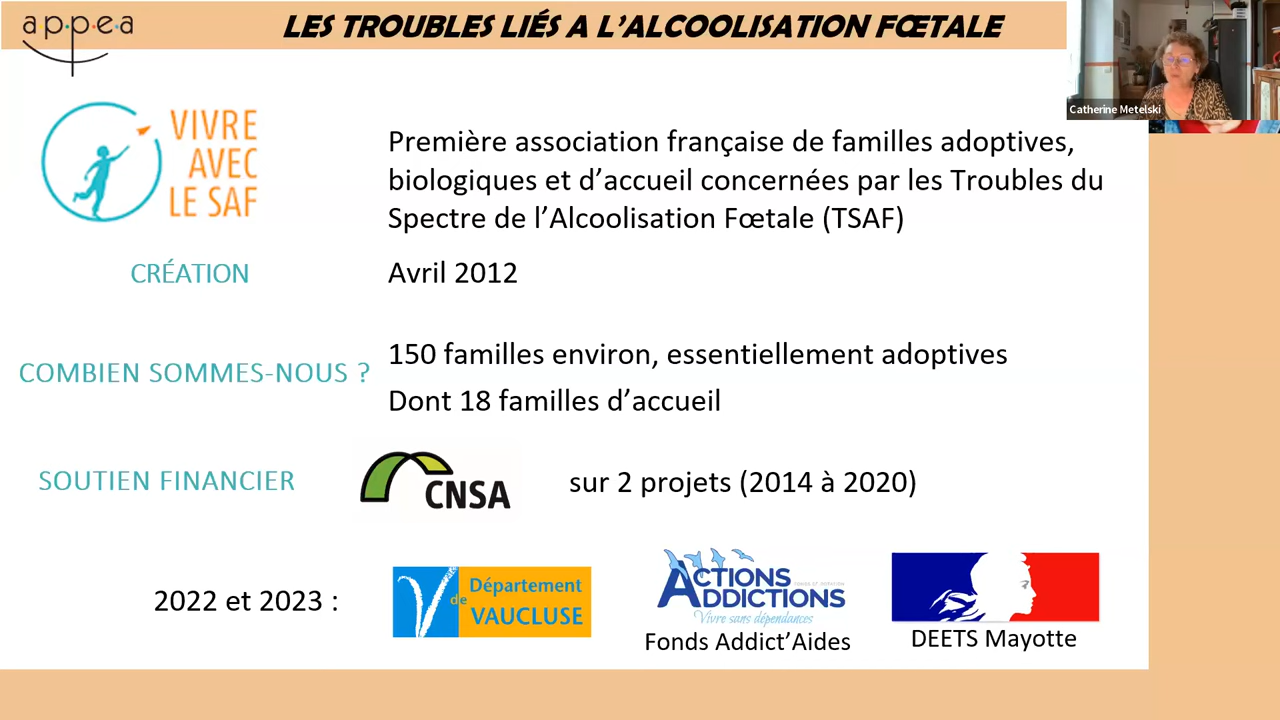 a·p·p·e·a
LES TROUBLES LIÉS A L'ALCOOLISATION FŒTALE
Catherine Metelski
VIVRE
AVEC
LE SAF
Première association française de familles adoptives,
biologiques et d'accueil concernées par les Troubles du
Spectre de l'Alcoolisation Fœtale (TSAF)
CRÉATION
Avril 2012
COMBIEN SOMMES-NOUS ?
150 familles environ, essentiellement adoptives
Dont 18 familles d'accueil
SOUTIEN FINANCIER
CNSA
sur 2 projets (2014 à 2020)
2022 et 2023 :
Département
de VAUCLUSE
ACTIONS
ADDICTIONS
Vivre sans dépendances
Fonds Addict'Aides
DEETS Mayotte